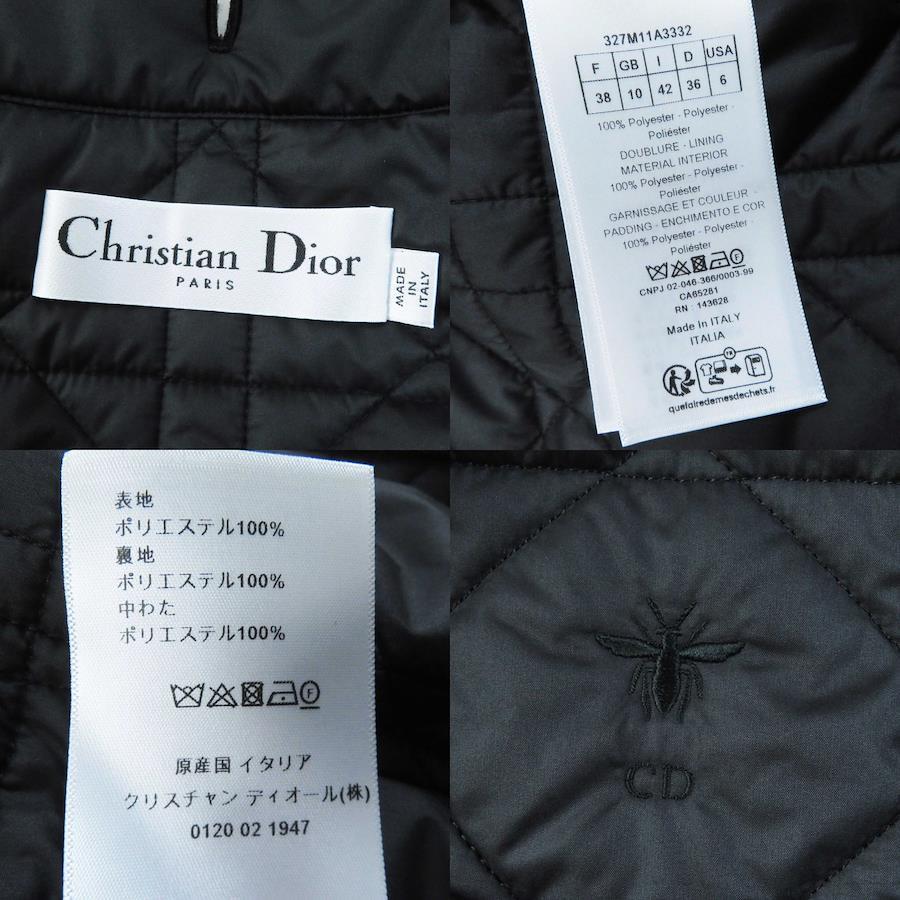 Christian Dior
PARIS
MADE
IN
ITALY
327M11A3332
F GB I D USA
38 10 42 36 6
100% Polyester - Polyester -
Poliéster
DOUBLURE - LINING
MATERIAL INTERIOR
100% Polyester - Polyester -
Poliéster
GARNISSAGE ET COULEUR -
PADDING - ENCHIMENTO E COR
100% Polyester - Polyester -
Poliéster
F
CNPJ 02-046-366/0003-99
CA65281
RN : 143628
Made In ITALY
ITALIA
FR
quefairedemesdechets.fr
表地
ポリエステル100%
裏地
ポリエステル100%
中わた
ポリエステル100%
F
原産国 イタリア
クリスチャン ディオール(株)
0120 02 1947
CD